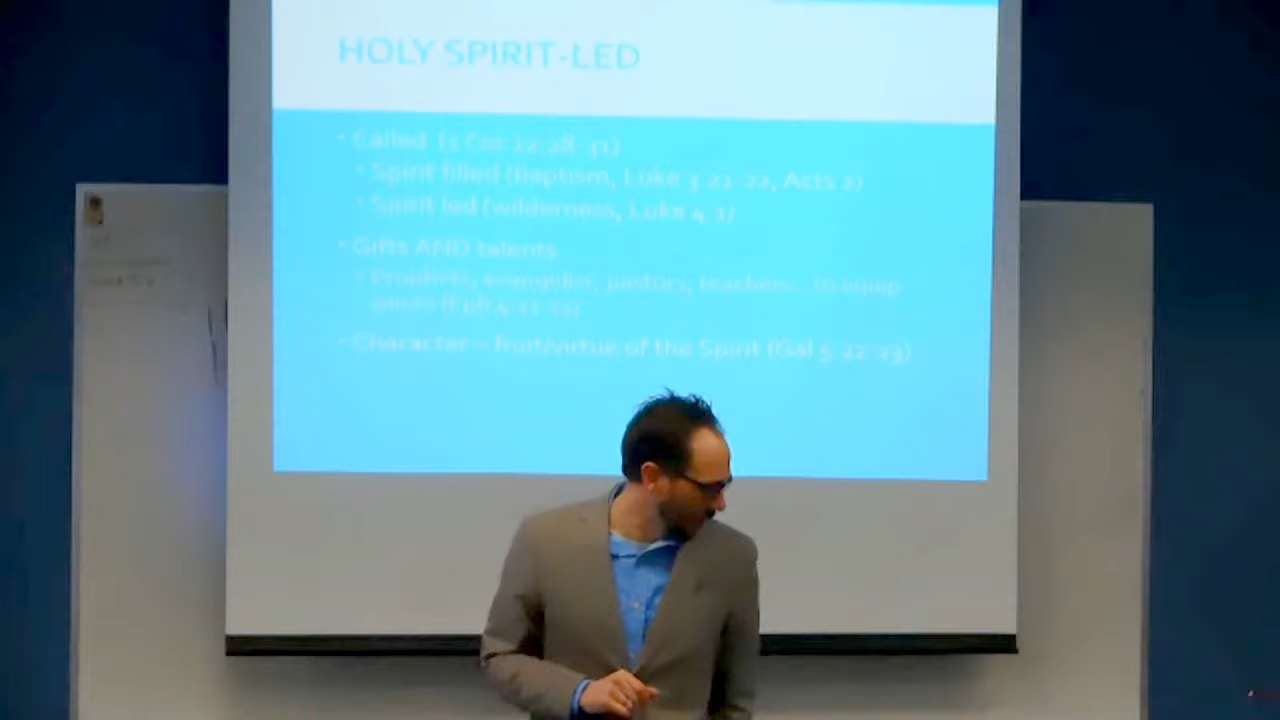 HOLY SPIRIT-LED
• Called (1 Cor 12 28-31)
• Spirit filled (Baptism, Luke 3 21-22, Acts 2)
• Spirit led (wilderness, Luke 4 1)
• Gifts AND talents
• Prophets, evangelist, pastors, teachers... to equip
saints (Eph 4 11-12)
• Character – fruit/virtue of the Spirit (Gal 5 22-23)